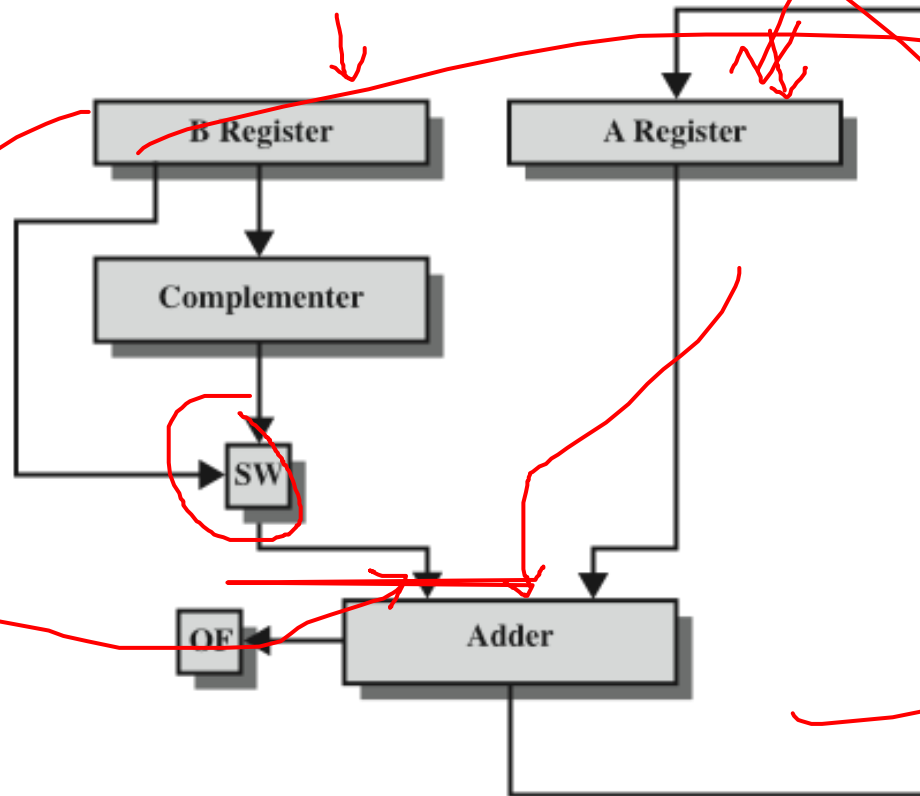 B Register
A Register
Complementer
SW
OF
Adder